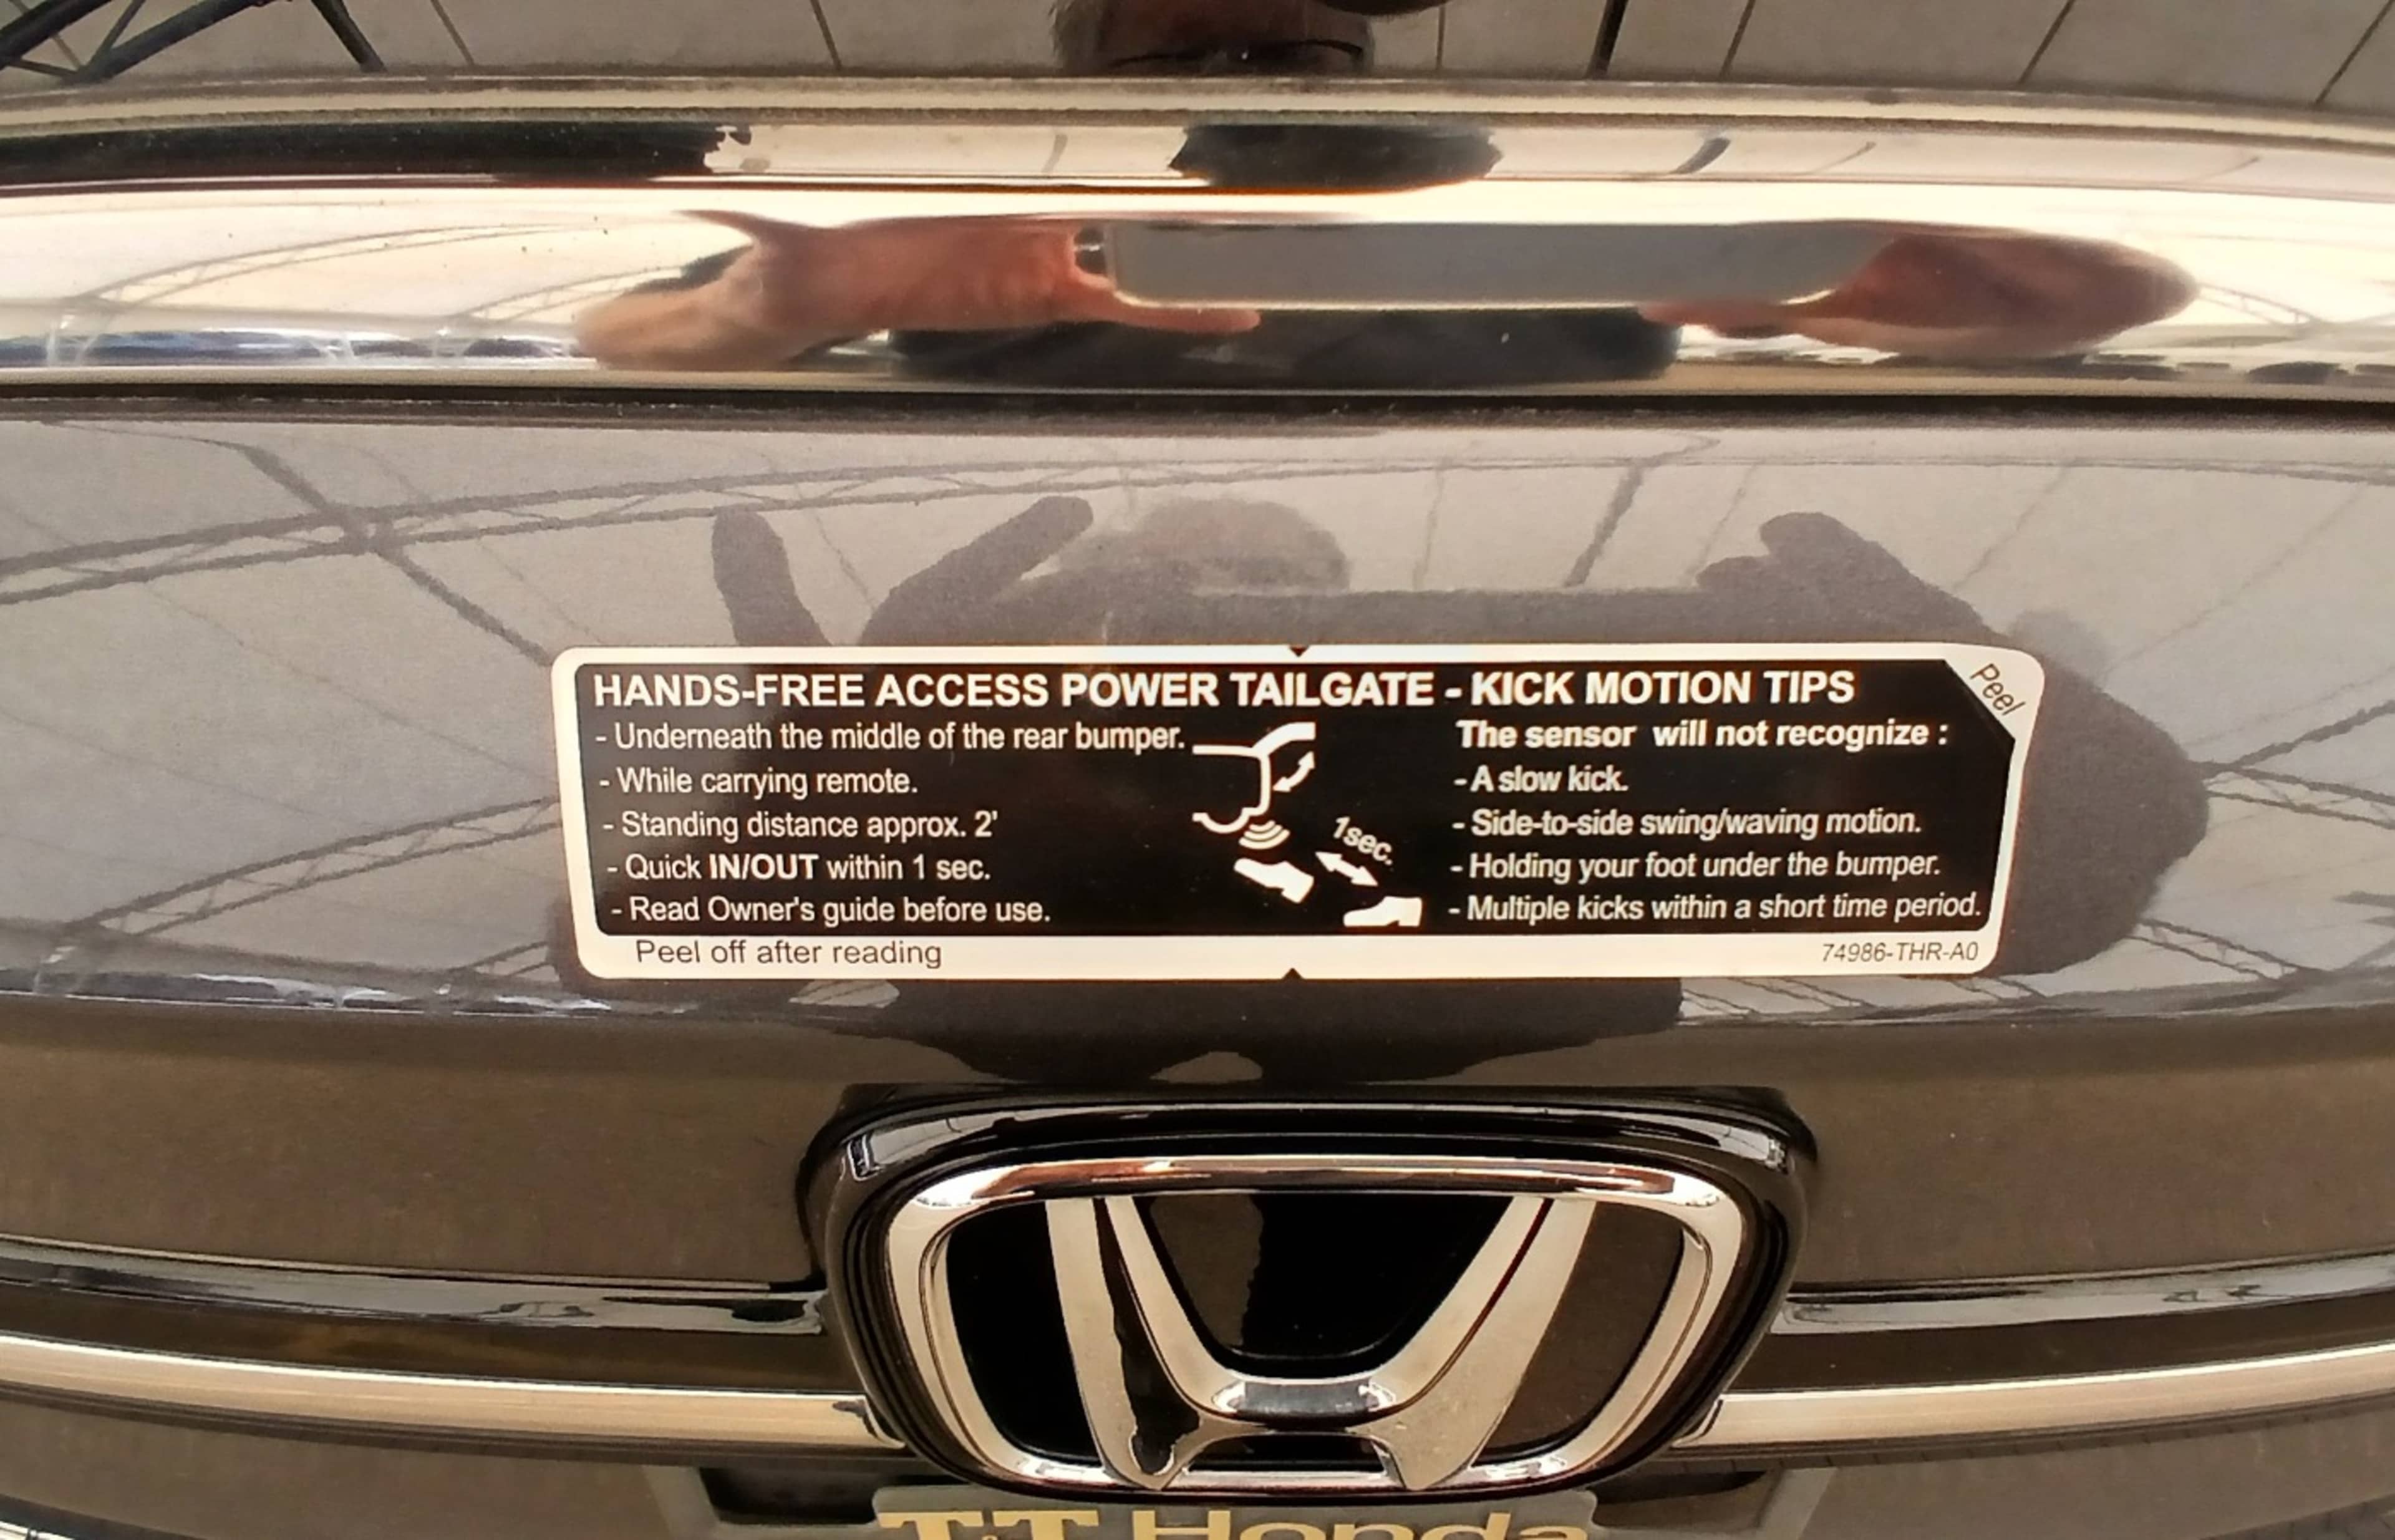 HANDS-FREE ACCESS POWER TAILGATE - KICK MOTION TIPS
Peel
- Underneath the middle of the rear bumper.
- While carrying remote.
- Standing distance approx. 2'
- Quick IN/OUT within 1 sec.
- Read Owner's guide before use.
1sec.
The sensor will not recognize :
- A slow kick.
- Side-to-side swing/waving motion.
- Holding your foot under the bumper.
- Multiple kicks within a short time period.
Peel off after reading
74986-THR-A0
T&T Honda